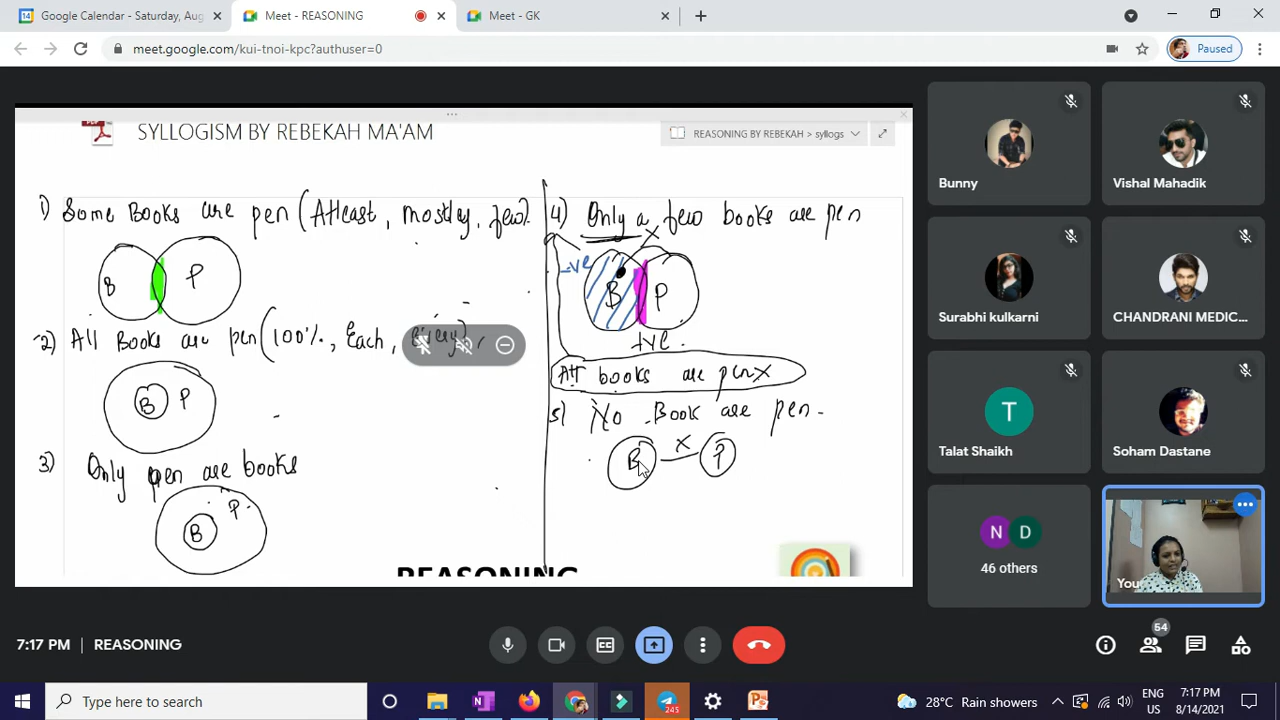 Google Calendar - Saturday, Aug
Meet - REASONING
Meet - GK
meet.google.com/kui-tnoi-kpc?authuser=0
Paused
SYLLOGISM BY REBEKAH MA'AM
REASONING BY REBEKAH > syllogs
1) Some Books are pen (Atleast, mostly, few).
B P
2) All Books are pen (100%, Each, Every)
B P
3) Only pen are books
B P
4) Only a few books are pen
-ve
X
B P
+ve
All books are pen X
5) No Book are pen
B X P
REASONING
Bunny
Vishal Mahadik
Surabhi kulkarni
CHANDRANI MEDIC...
T
Talat Shaikh
Soham Dastane
N D
46 others
You
7:17 PM | REASONING
CC
54
Type here to search
245
28°C Rain showers
ENG
US
7:17 PM
8/14/2021